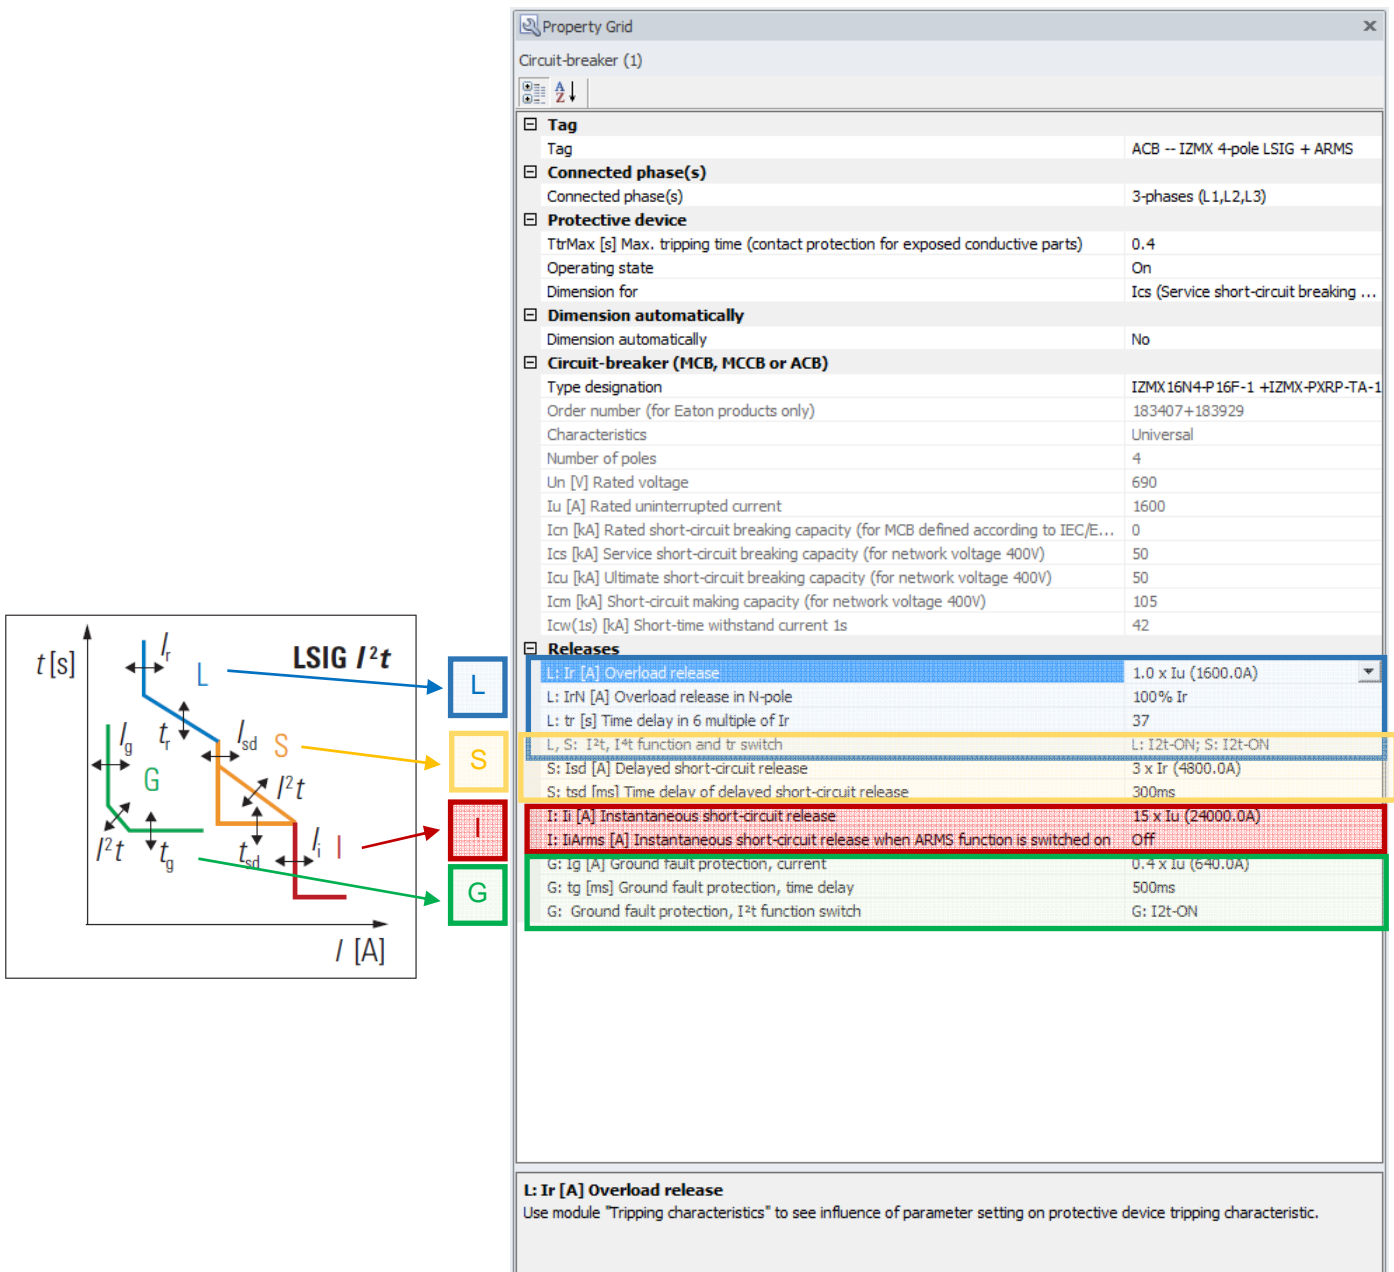 Property Grid
Circuit-breaker (1)
Tag
Tag ACB -- IZMX 4-pole LSIG + ARMS
Connected phase(s)
Connected phase(s) 3-phases (L1,L2,L3)
Protective device
TtrMax [s] Max. tripping time (contact protection for exposed conductive parts) 0.4
Operating state On
Dimension for Ics (Service short-circuit breaking ...
Dimension automatically
Dimension automatically No
Circuit-breaker (MCB, MCCB or ACB)
Type designation IZMX16N4-P16F-1 +IZMX-PXRP-TA-1
Order number (for Eaton products only) 183407+183929
Characteristics Universal
Number of poles 4
Un [V] Rated voltage 690
Iu [A] Rated uninterrupted current 1600
Icn [kA] Rated short-circuit breaking capacity (for MCB defined according to IEC/E... 0
Ics [kA] Service short-circuit breaking capacity (for network voltage 400V) 50
Icu [kA] Ultimate short-circuit breaking capacity (for network voltage 400V) 50
Icm [kA] Short-circuit making capacity (for network voltage 400V) 105
Icw(1s) [kA] Short-time withstand current 1s 42
Releases
L: Ir [A] Overload release 1.0 x Iu (1600.0A)
L: IrN [A] Overload release in N-pole 100% Ir
L: tr [s] Time delay in 6 multiple of Ir 37
L, S: I²t, I⁴t function and tr switch L: I2t-ON; S: I2t-ON
S: Isd [A] Delayed short-circuit release 3 x Ir (4800.0A)
S: tsd [ms] Time delay of delayed short-circuit release 300ms
I: Ii [A] Instantaneous short-circuit release 15 x Iu (24000.0A)
I: IiArms [A] Instantaneous short-circuit release when ARMS function is switched on Off
G: Ig [A] Ground fault protection, current 0.4 x Iu (640.0A)
G: tg [ms] Ground fault protection, time delay 500ms
G: Ground fault protection, I²t function switch G: I2t-ON
L: Ir [A] Overload release
Use module "Tripping characteristics" to see influence of parameter setting on protective device tripping characteristic.
t [s]
LSIG I²t
Ir
L
tr
Isd
S
Ig
G
I²t
I²t
tg
tsd
Ii
I
I [A]
L
S
I
G